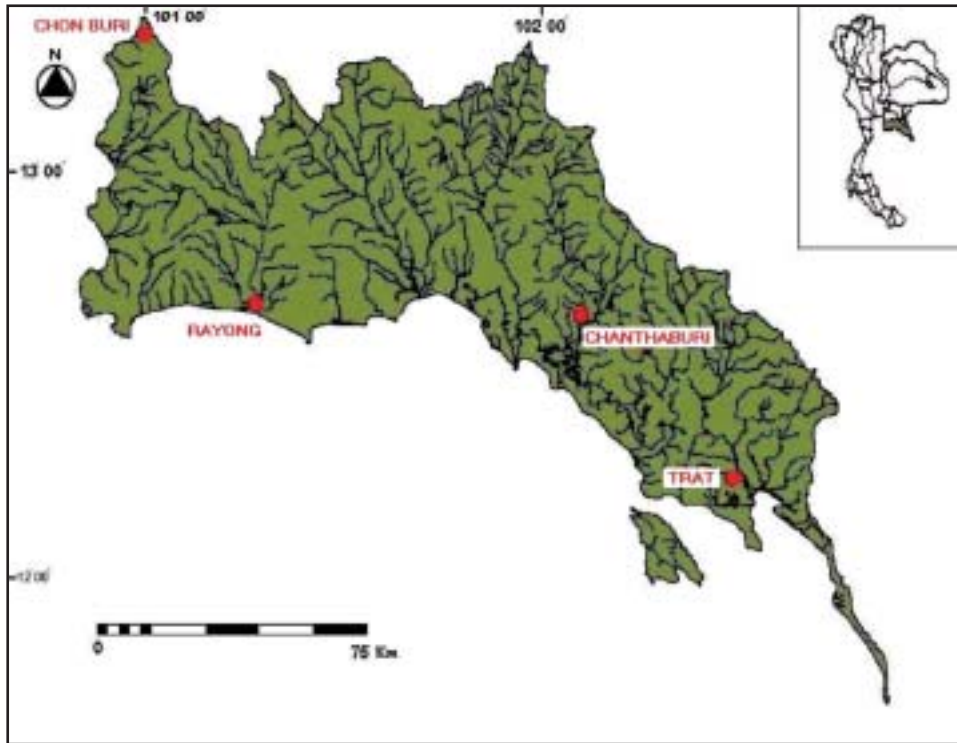 CHON BURI
101 00'
102 00'
N
13 00'
RAYONG
CHANTHABURI
TRAT
12 00'
0
75 Km.